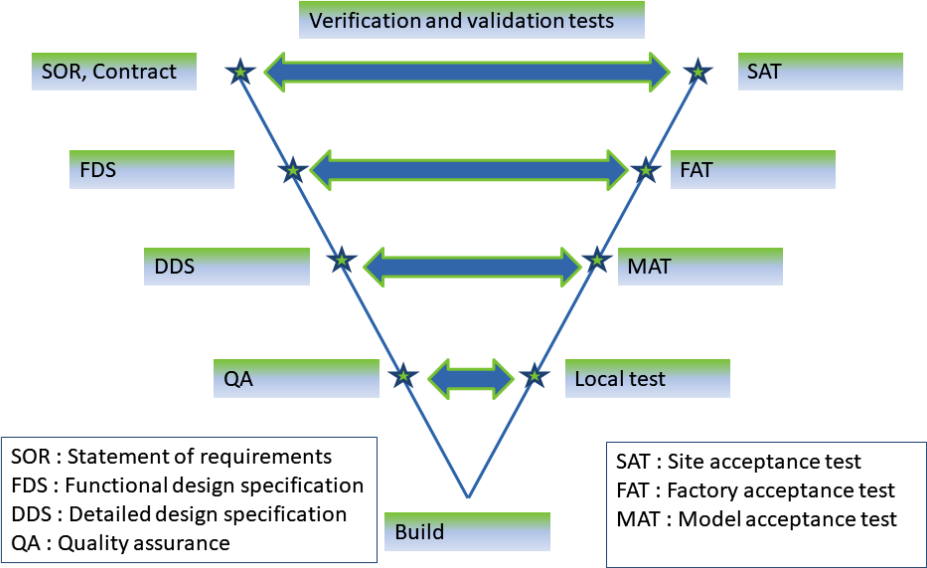 Verification and validation tests
SOR, Contract
SAT
FDS
FAT
DDS
MAT
QA
Local test
SOR : Statement of requirements
FDS : Functional design specification
DDS : Detailed design specification
QA : Quality assurance
Build
SAT : Site acceptance test
FAT : Factory acceptance test
MAT : Model acceptance test